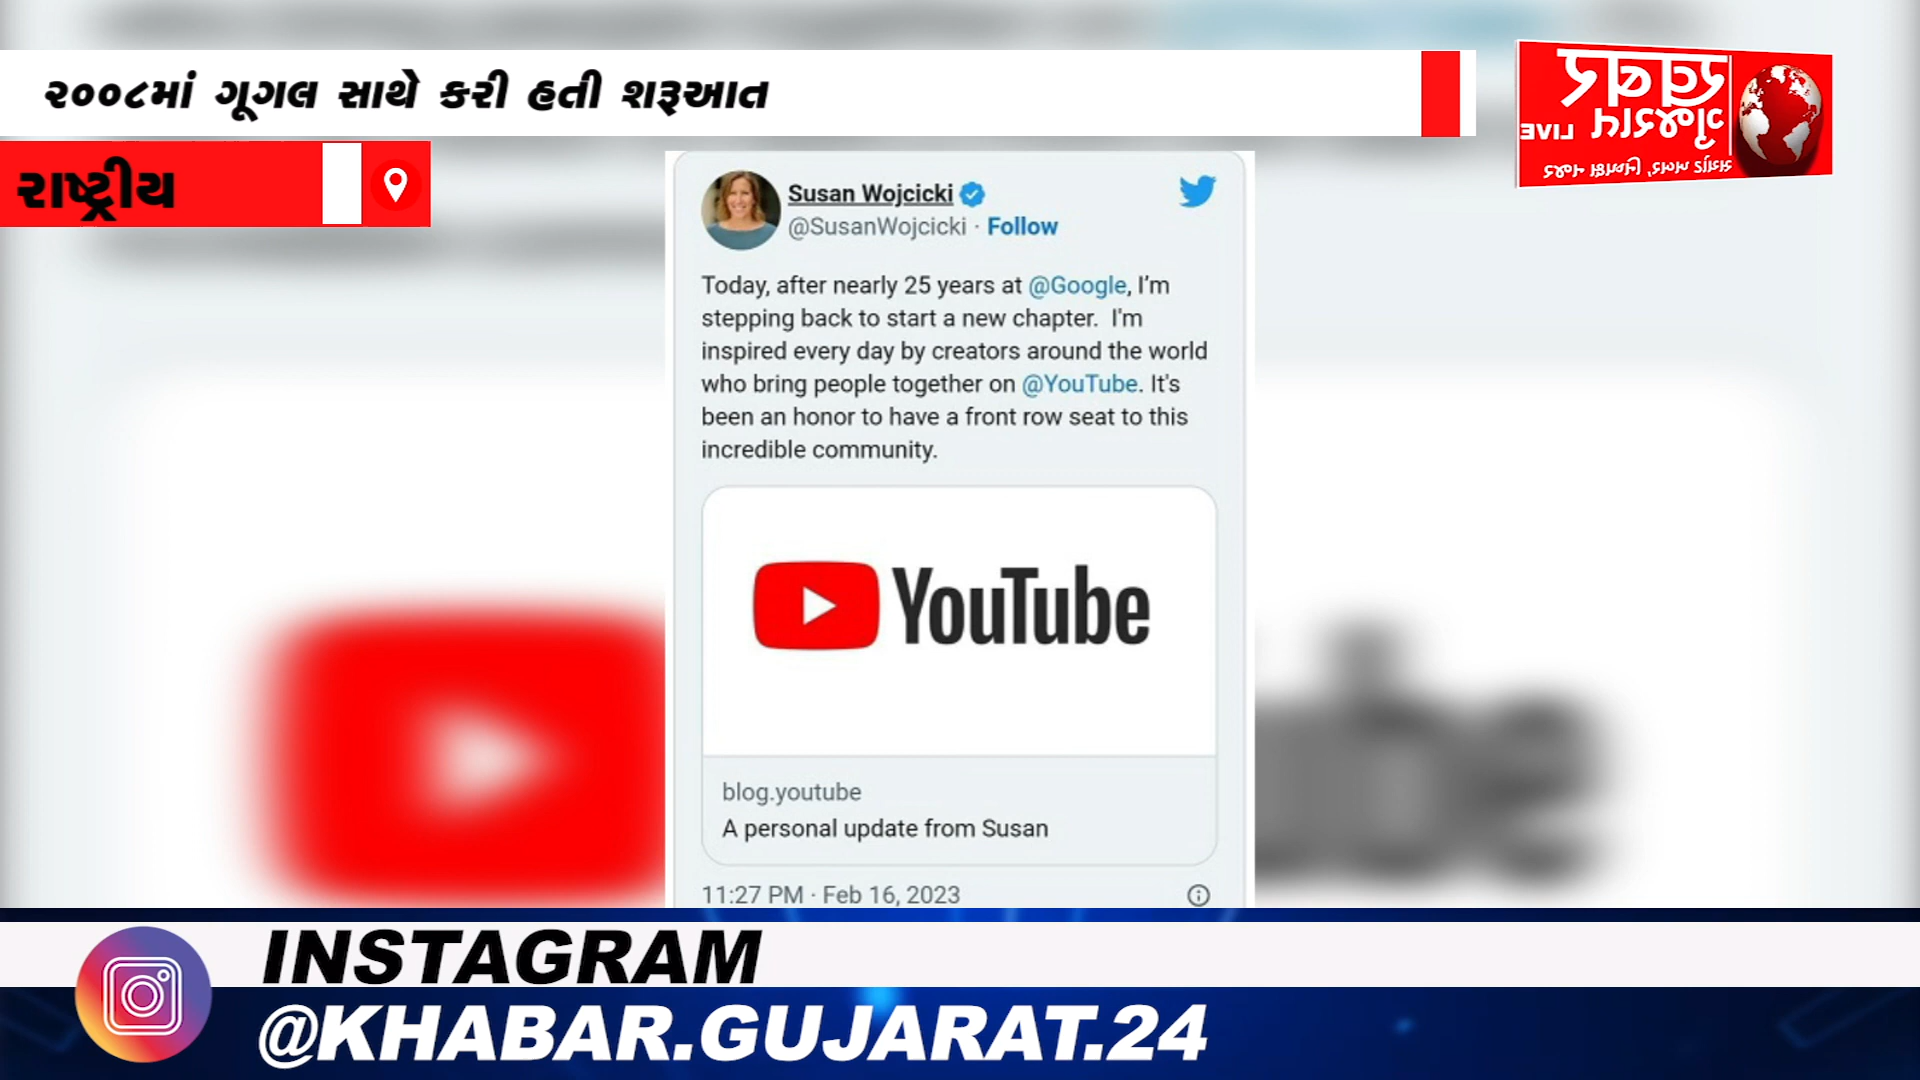 ૨૦૦૮માં ગૂગલ સાથે કરી હતી શરૂઆત
રાષ્ટ્રીય
LIVE
Susan Wojcicki
@SusanWojcicki · Follow
Today, after nearly 25 years at @Google, I’m
stepping back to start a new chapter. I'm
inspired every day by creators around the world
who bring people together on @YouTube. It's
been an honor to have a front row seat to this
incredible community.
YouTube
blog.youtube
A personal update from Susan
11:27 PM · Feb 16, 2023
INSTAGRAM
@KHABAR.GUJARAT.24